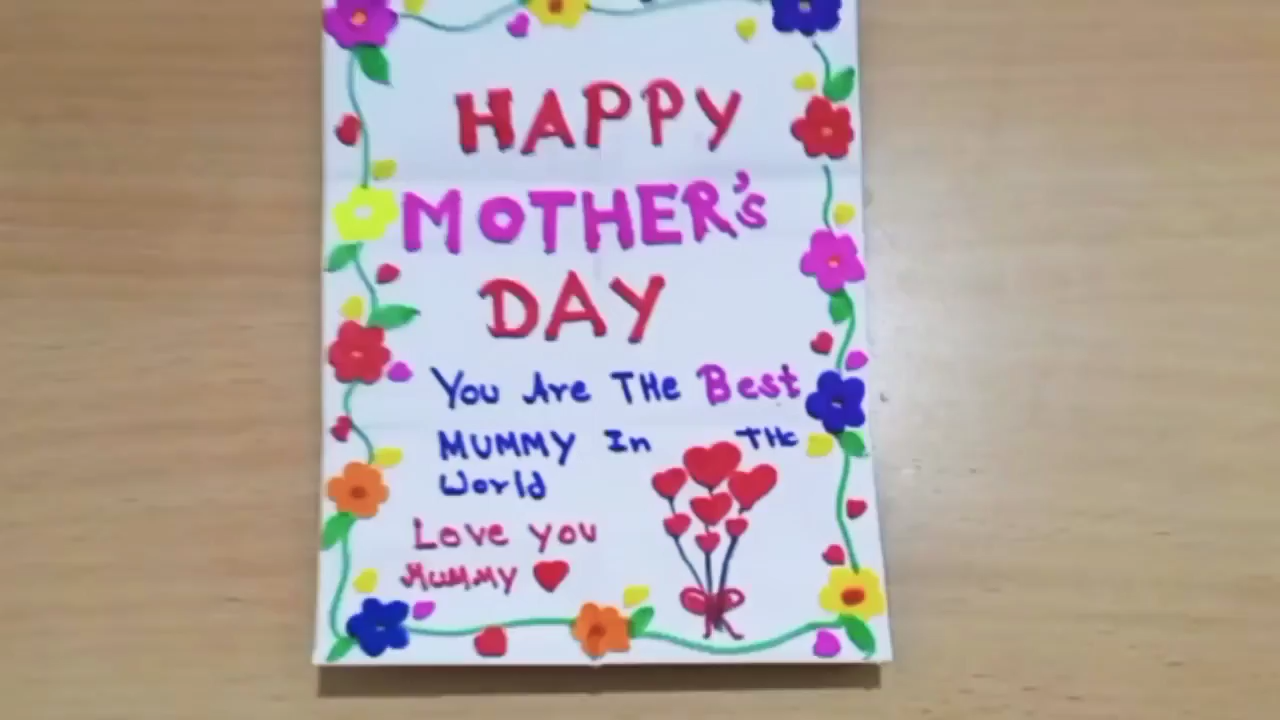 HAPPY
MOTHER's
DAY
You Are THe Best
MUMMY In THe
World
Love you
Mummy